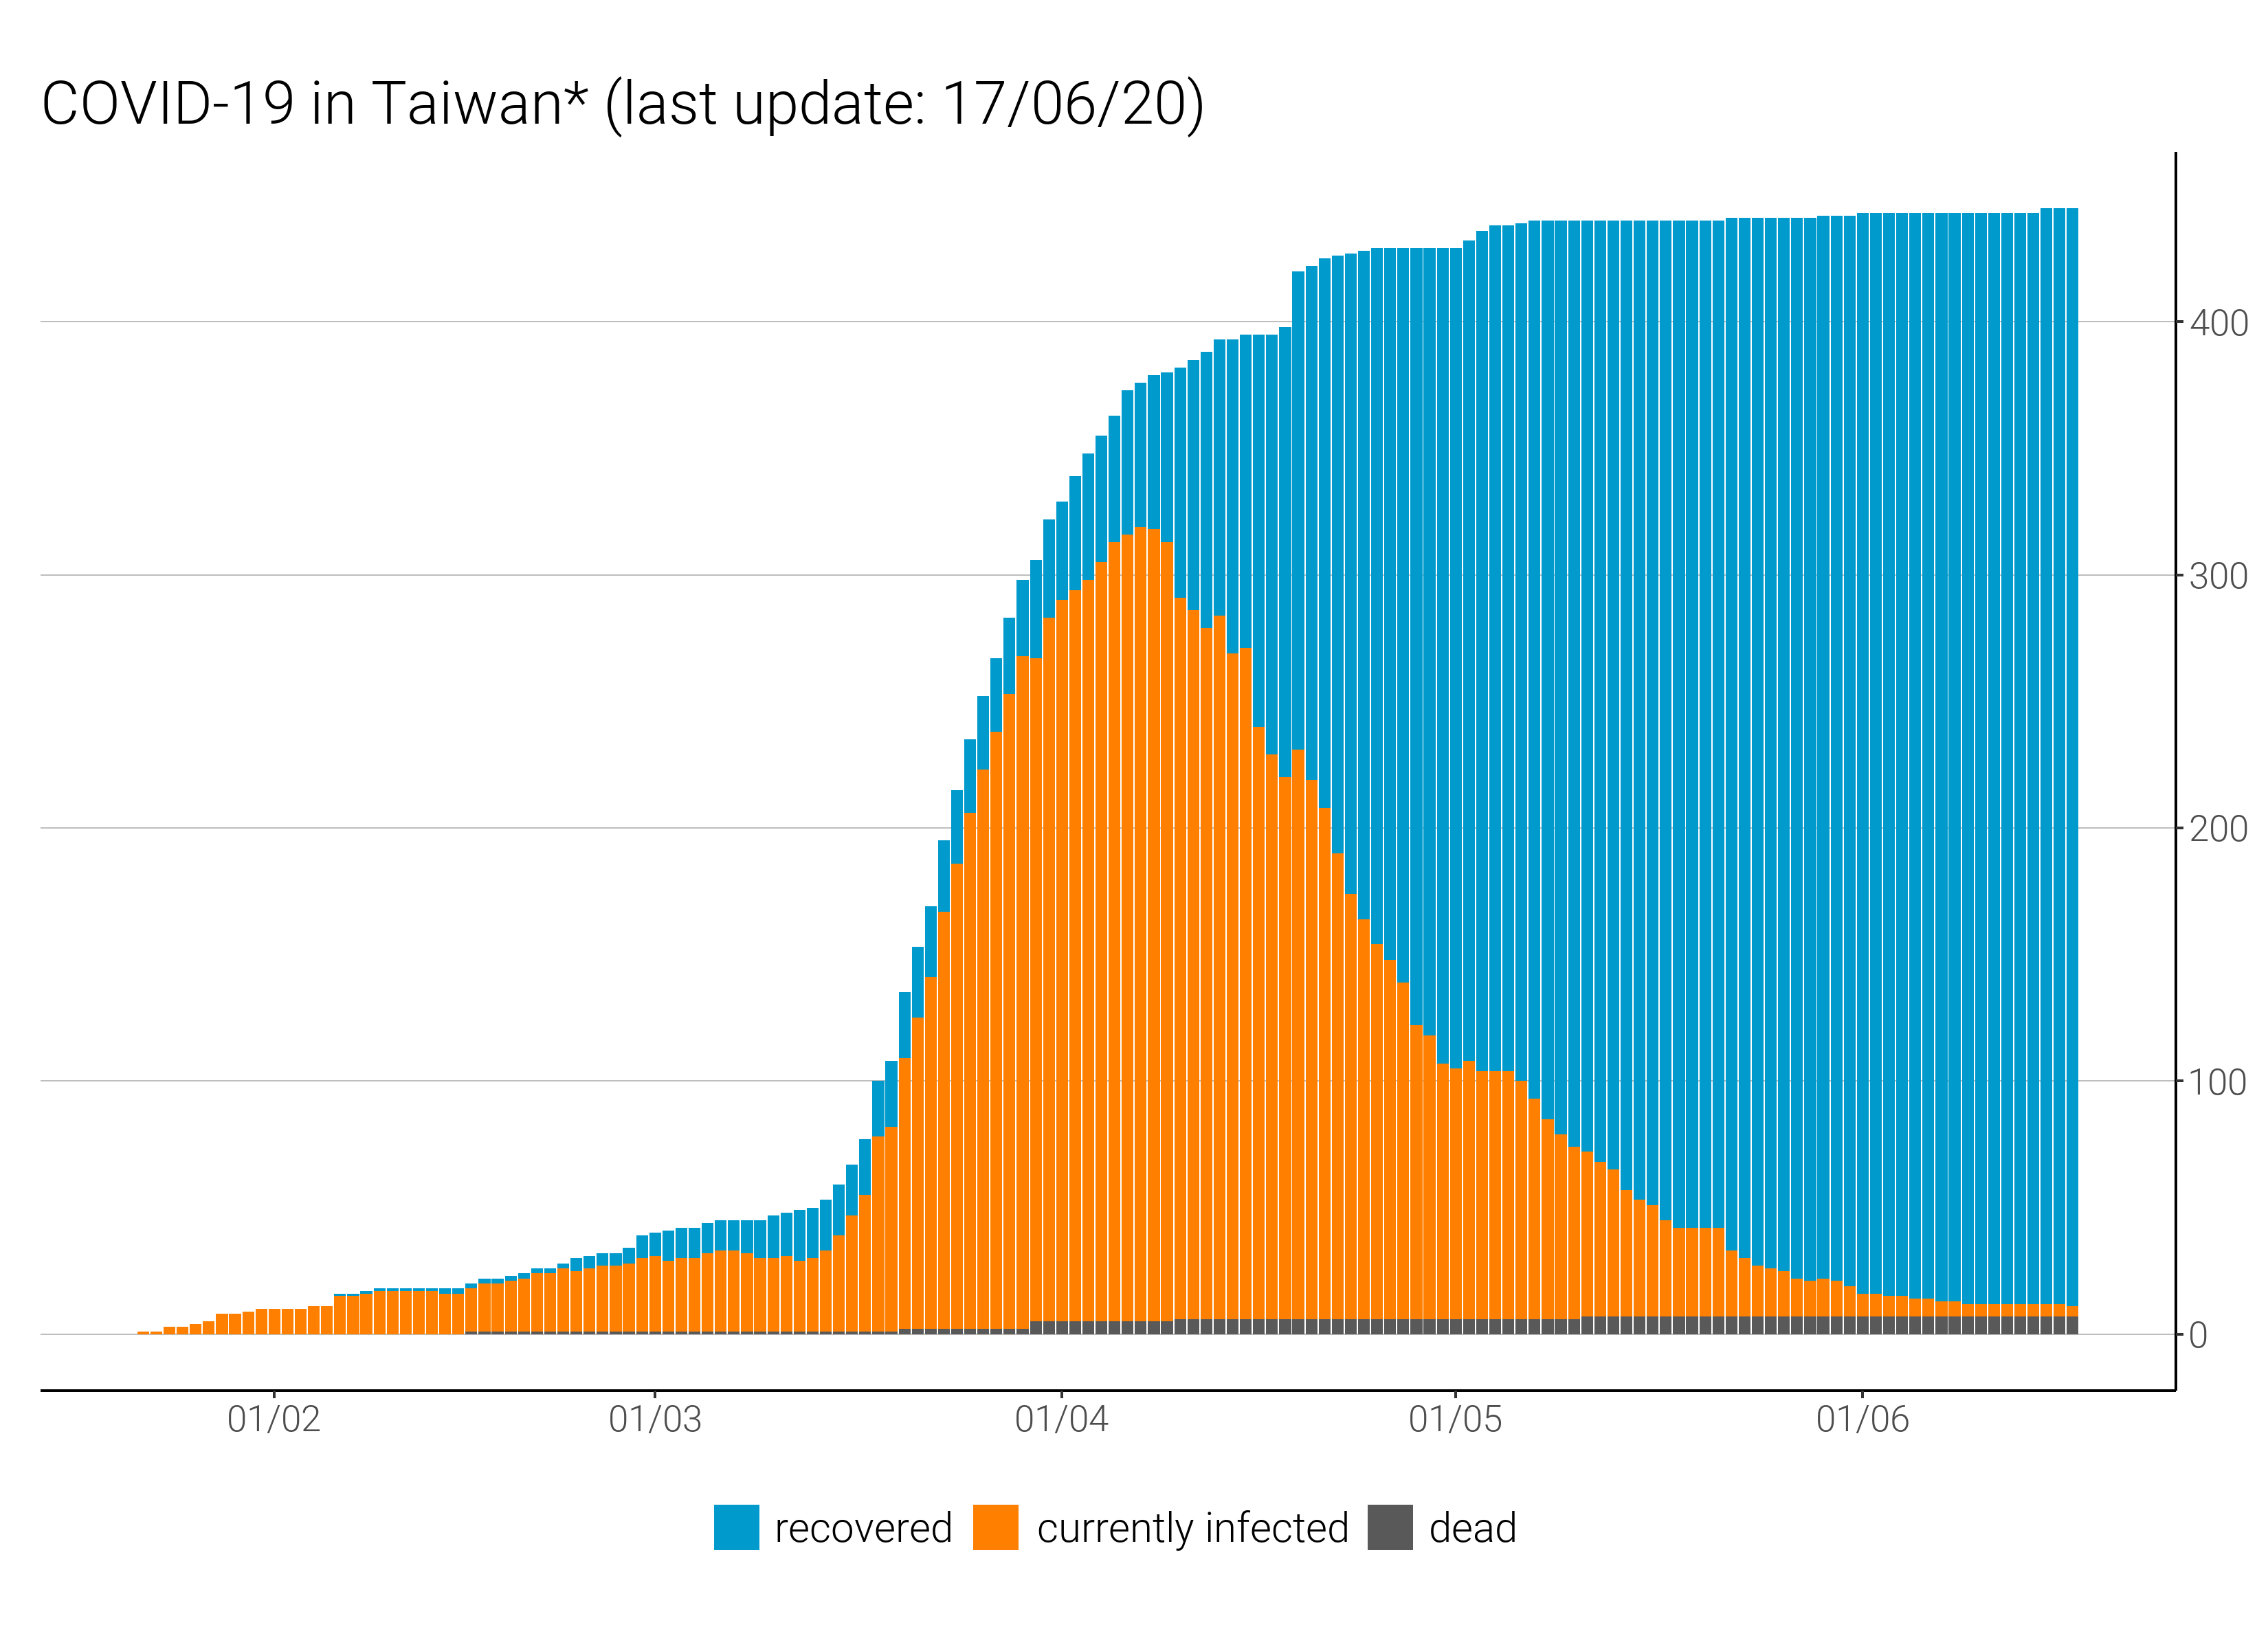 COVID-19 in Taiwan* (last update: 17/06/20)
400
300
200
100
0
01/02 01/03 01/04 01/05 01/06
recovered currently infected dead